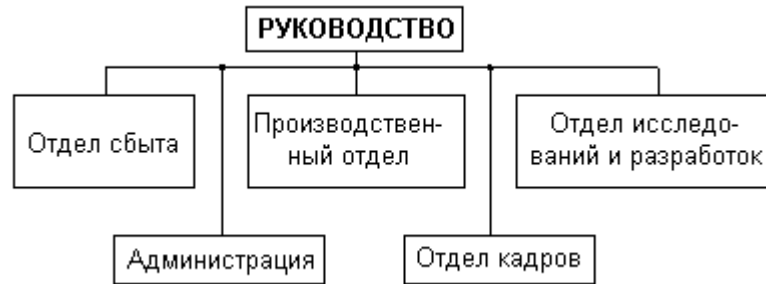 РУКОВОДСТВО
Отдел сбыта
Производствен-
ный отдел
Отдел исследо-
ваний и разработок
Администрация
Отдел кадров